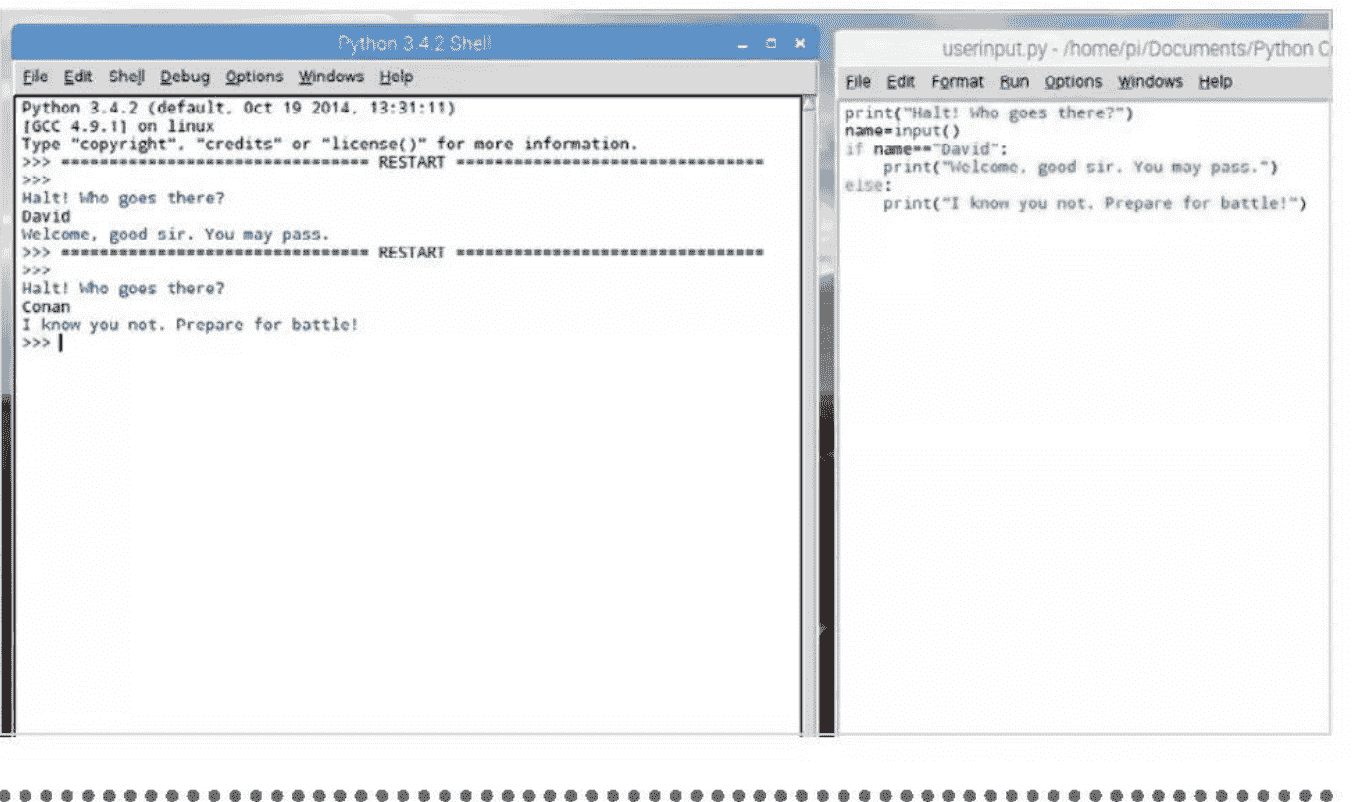 Python 3.4.2 Shell
File Edit Shell Debug Options Windows Help
Python 3.4.2 (default, Oct 19 2014, 13:31:11)
[GCC 4.9.1] on linux
Type "copyright", "credits" or "license()" for more information.
>>> ================================ RESTART ================================
>>>
Halt! Who goes there?
David
Welcome, good sir. You may pass.
>>> ================================ RESTART ================================
>>>
Halt! Who goes there?
Conan
I know you not. Prepare for battle!
>>>
userinput.py - /home/pi/Documents/Python C
File Edit Format Run Options Windows Help
print("Halt! Who goes there?")
name=input()
if name=="David":
    print("Welcome, good sir. You may pass.")
else:
    print("I know you not. Prepare for battle!")